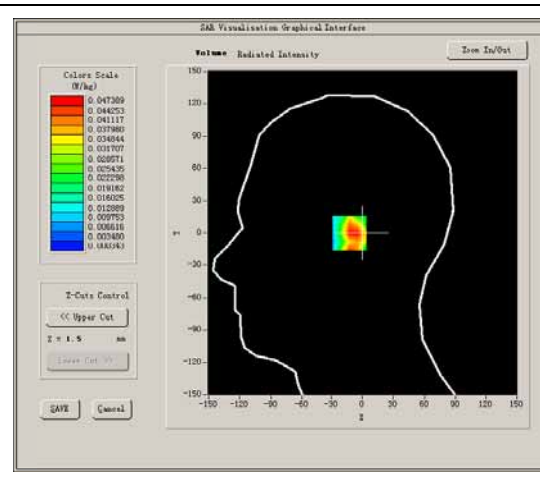 SAR Visualisation Graphical Interface
Volume Radiated Intensity
Zoom In/Out
Colors Scale
(W/kg)
0.047389
0.044253
0.041117
0.037980
0.034844
0.031707
0.028571
0.025435
0.022298
0.019162
0.016025
0.012889
0.009753
0.006616
0.003480
0.000343
150
120
90
60
30
0
-30
-60
-90
-120
-150
Y
-150 -120 -90 -60 -30 0 30 60 90 120 150
X
Z-Cuts Control
<< Upper Cut
Z = 1.5 mm
Lower Cut >>
SAVE
Cancel